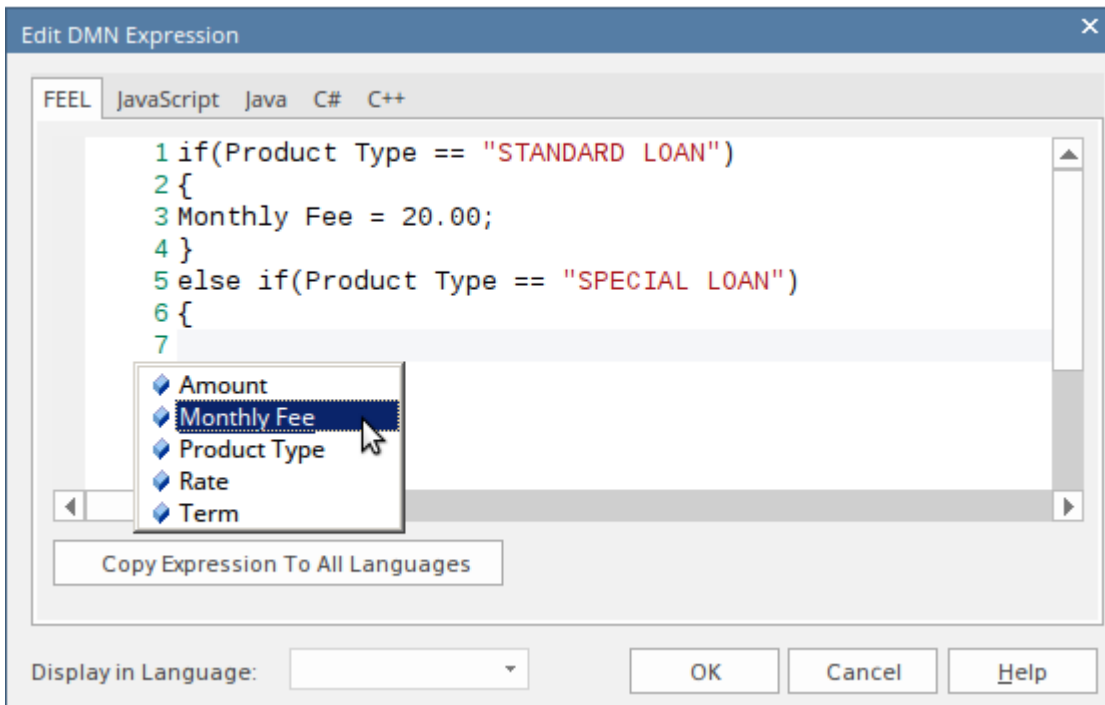 Edit DMN Expression
FEEL JavaScript Java C# C++
1 if(Product Type == "STANDARD LOAN")
2 {
3 Monthly Fee = 20.00;
4 }
5 else if(Product Type == "SPECIAL LOAN")
6 {
7
Amount
Monthly Fee
Product Type
Rate
Term
Copy Expression To All Languages
Display in Language:
OK Cancel Help